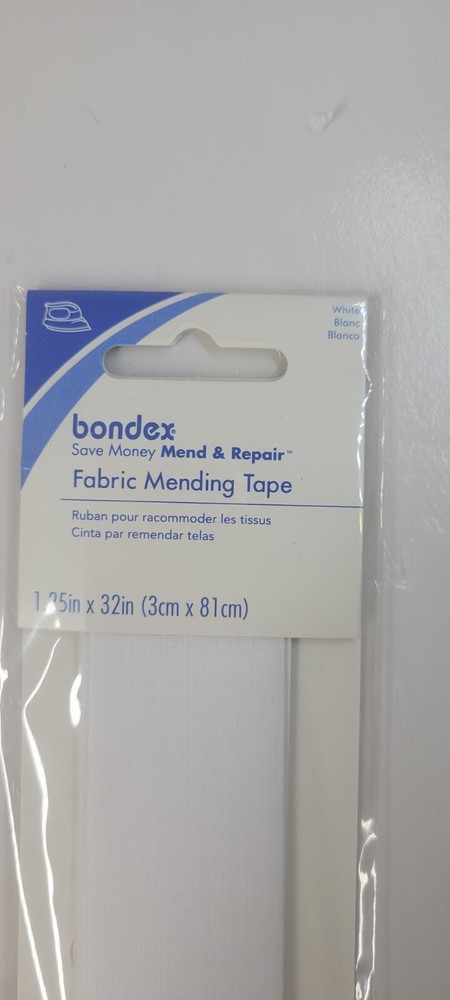 White
Blanc
Blanco
bondex
Save Money Mend & Repair™
Fabric Mending Tape
Ruban pour racommoder les tissus
Cinta par remendar telas
1.25in x 32in (3cm x 81cm)